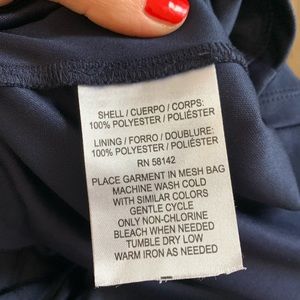 SHELL / CUERPO / CORPS:
100% POLYESTER / POLIÉSTER
LINING / FORRO / DOUBLURE:
100% POLYESTER / POLIÉSTER
RN 58142
PLACE GARMENT IN MESH BAG
MACHINE WASH COLD
WITH SIMILAR COLORS
GENTLE CYCLE
ONLY NON-CHLORINE
BLEACH WHEN NEEDED
TUMBLE DRY LOW
WARM IRON AS NEEDED